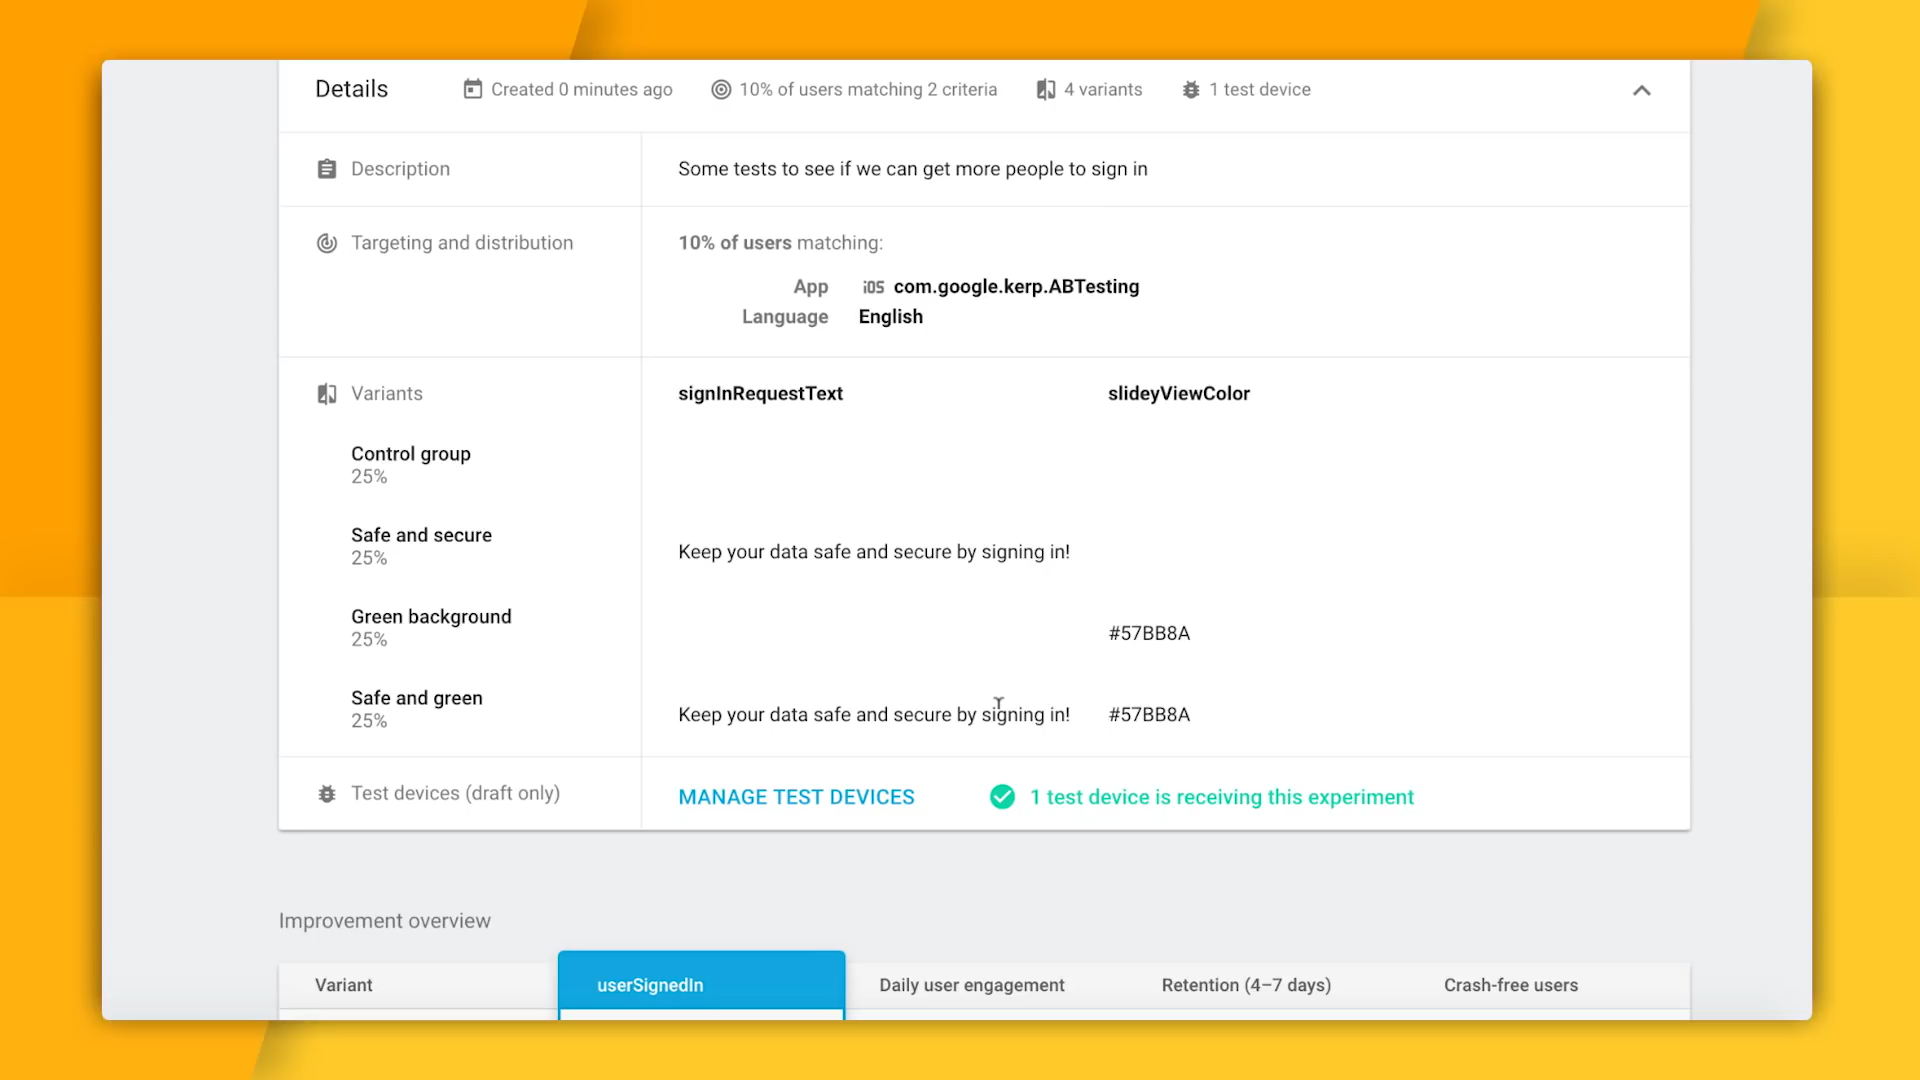 Details Created 0 minutes ago 10% of users matching 2 criteria 4 variants 1 test device
Description Some tests to see if we can get more people to sign in
Targeting and distribution 10% of users matching:
App iOS com.google.kerp.ABTesting
Language English
Variants signInRequestText slideyViewColor
Control group
25%
Safe and secure
25%
Keep your data safe and secure by signing in!
Green background
25%
#57BB8A
Safe and green
25%
Keep your data safe and secure by signing in! #57BB8A
Test devices (draft only) MANAGE TEST DEVICES 1 test device is receiving this experiment
Improvement overview
Variant userSignedIn Daily user engagement Retention (4–7 days) Crash-free users